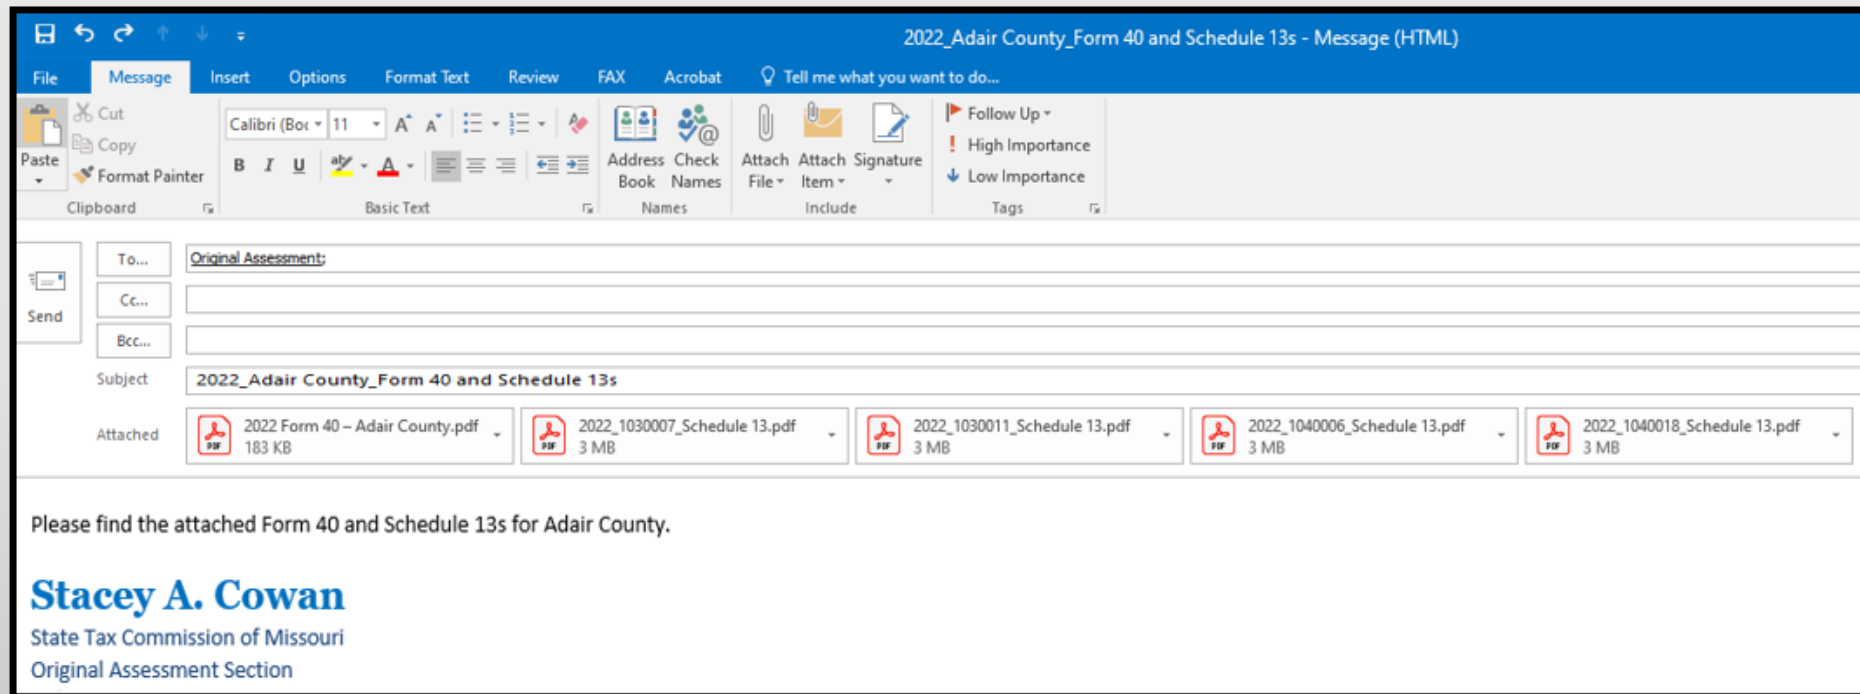 2022_Adair County_Form 40 and Schedule 13s - Message (HTML)
File Message Insert Options Format Text Review FAX Acrobat Tell me what you want to do...
Paste
Cut
Copy
Format Painter
Clipboard
Calibri (Boc 11
B I U
Basic Text
Address Book
Check Names
Names
Attach File
Attach Item
Signature
Include
Follow Up
High Importance
Low Importance
Tags
Send
To... Original Assessment;
Cc...
Bcc...
Subject 2022_Adair County_Form 40 and Schedule 13s
Attached
2022 Form 40 – Adair County.pdf
183 KB
2022_1030007_Schedule 13.pdf
3 MB
2022_1030011_Schedule 13.pdf
3 MB
2022_1040006_Schedule 13.pdf
3 MB
2022_1040018_Schedule 13.pdf
3 MB
Please find the attached Form 40 and Schedule 13s for Adair County.
Stacey A. Cowan
State Tax Commission of Missouri
Original Assessment Section